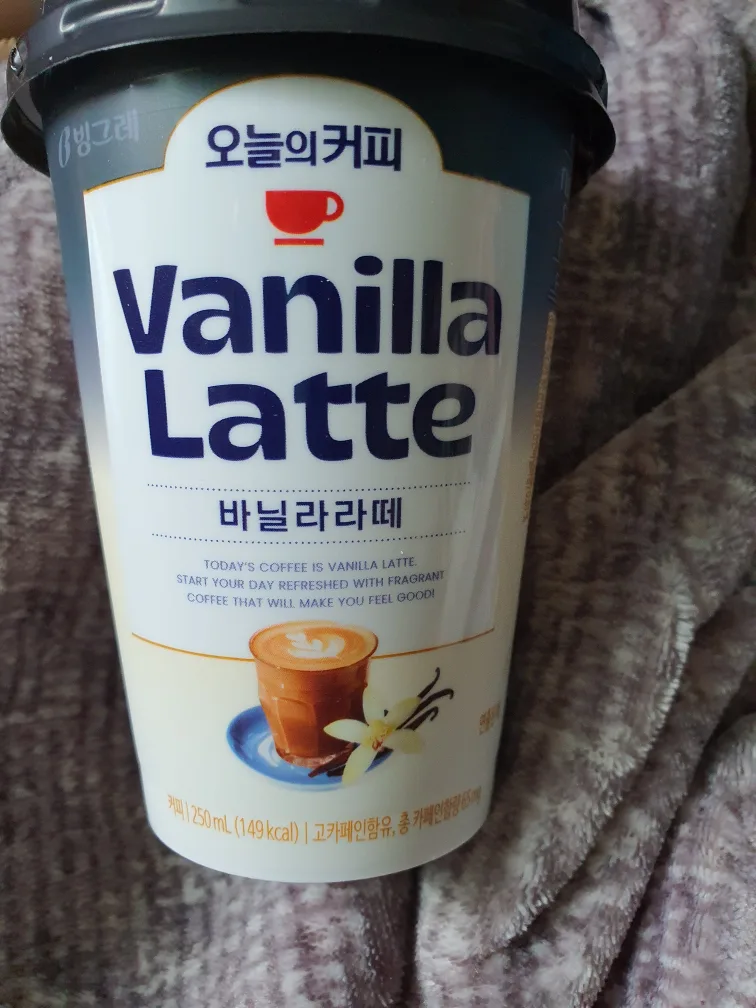 빙그레
오늘의커피
Vanilla
Latte
바닐라라떼
TODAY'S COFFEE IS VANILLA LATTE.
START YOUR DAY REFRESHED WITH FRAGRANT
COFFEE THAT WILL MAKE YOU FEEL GOOD!
커피 | 250 mL (149 kcal) | 고카페인함유, 총 카페인함량